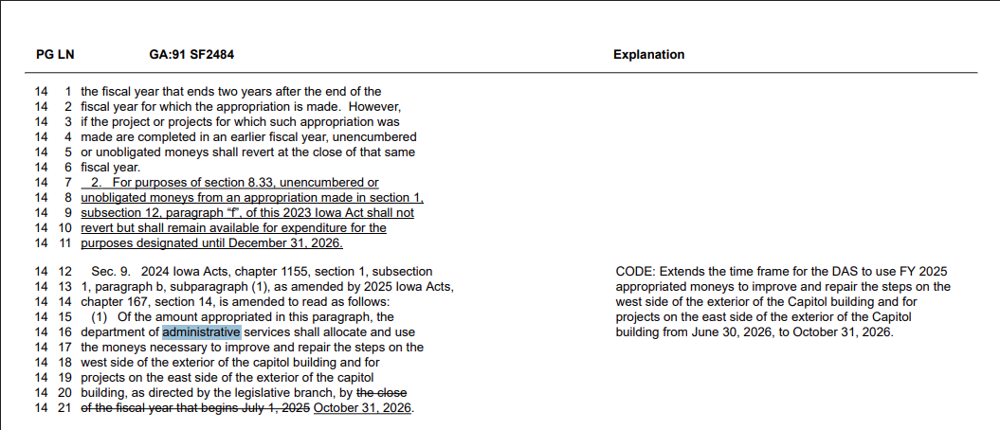 PG LN GA:91 SF2484 Explanation
14 1 the fiscal year that ends two years after the end of the
14 2 fiscal year for which the appropriation is made. However,
14 3 if the project or projects for which such appropriation was
14 4 made are completed in an earlier fiscal year, unencumbered
14 5 or unobligated moneys shall revert at the close of that same
14 6 fiscal year.
14 7 2. For purposes of section 8.33, unencumbered or
14 8 unobligated moneys from an appropriation made in section 1,
14 9 subsection 12, paragraph “f”, of this 2023 Iowa Act shall not
14 10 revert but shall remain available for expenditure for the
14 11 purposes designated until December 31, 2026.
14 12 Sec. 9. 2024 Iowa Acts, chapter 1155, section 1, subsection
14 13 1, paragraph b, subparagraph (1), as amended by 2025 Iowa Acts,
14 14 chapter 167, section 14, is amended to read as follows:
14 15 (1) Of the amount appropriated in this paragraph, the
14 16 department of administrative services shall allocate and use
14 17 the moneys necessary to improve and repair the steps on the
14 18 west side of the exterior of the capitol building and for
14 19 projects on the east side of the exterior of the capitol
14 20 building, as directed by the legislative branch, by the close
14 21 of the fiscal year that begins July 1, 2025 October 31, 2026.
CODE: Extends the time frame for the DAS to use FY 2025
appropriated moneys to improve and repair the steps on the
west side of the exterior of the Capitol building and for
projects on the east side of the exterior of the Capitol
building from June 30, 2026, to October 31, 2026.